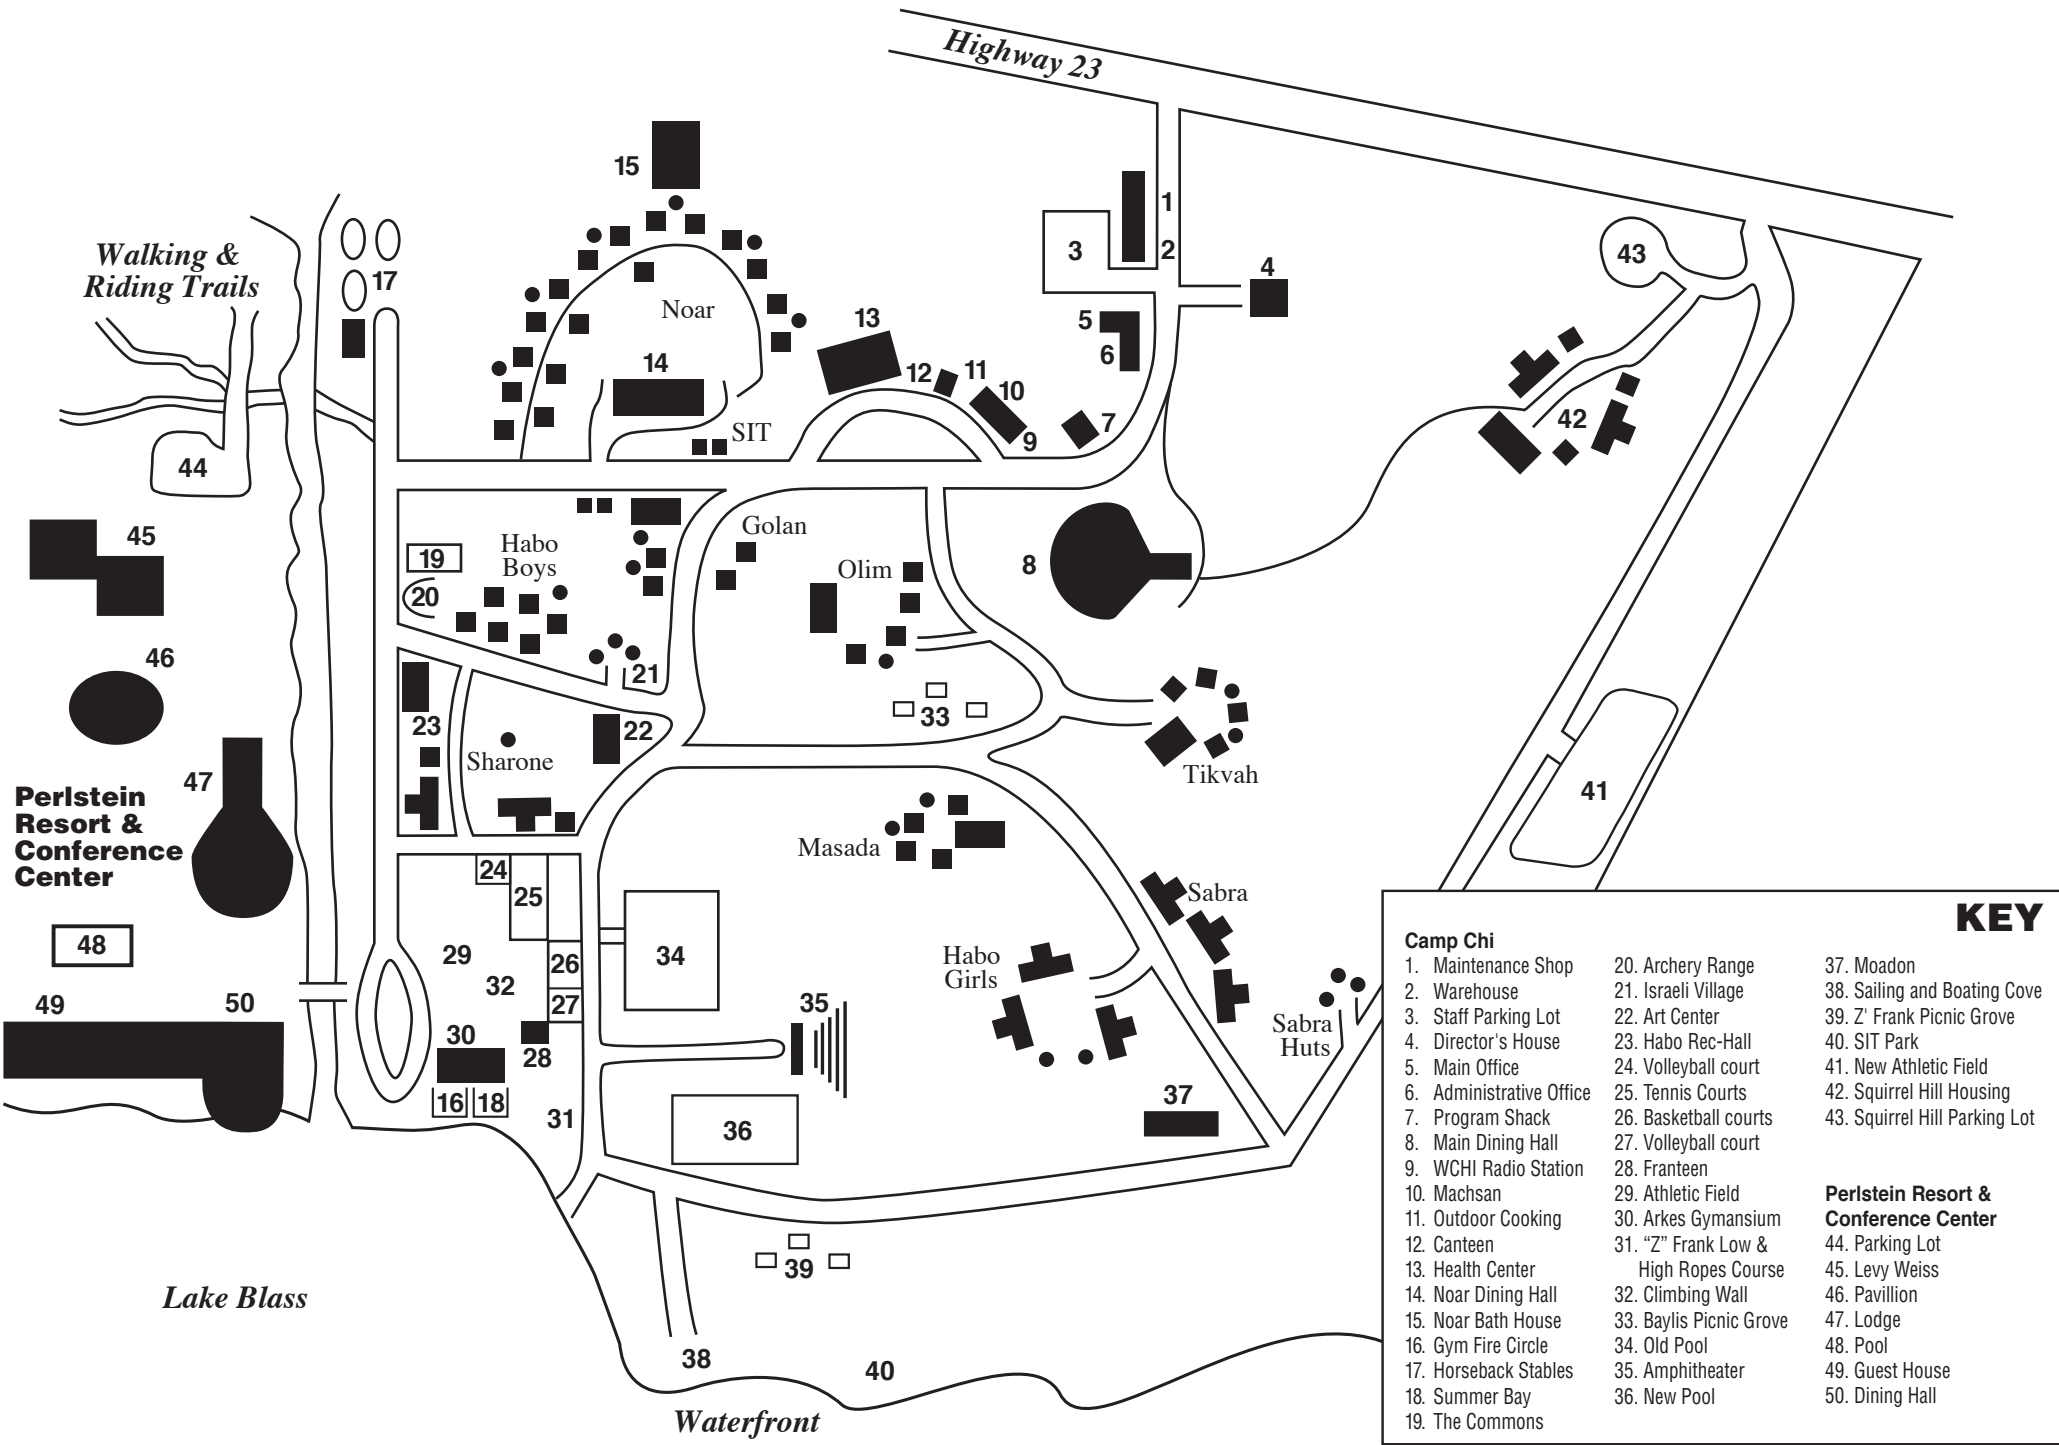 Highway 23
15
1
2
3
4
43
Walking &
Riding Trails
17
Noar
13
5
6
14
12
11
10
9
7
SIT
42
44
45
19
Habo
Boys
20
Golan
Olim
8
46
21
33
23
22
Sharone
Tikvah
47
41
Perlstein
Resort &
Conference
Center
Masada
24
25
Sabra
48
29
32
26
27
34
Habo
Girls
49
50
35
Sabra
Huts
30
28
16
18
31
36
37
39
Lake Blass
38
40
Waterfront
KEY
Camp Chi
1. Maintenance Shop
2. Warehouse
3. Staff Parking Lot
4. Director's House
5. Main Office
6. Administrative Office
7. Program Shack
8. Main Dining Hall
9. WCHI Radio Station
10. Machsan
11. Outdoor Cooking
12. Canteen
13. Health Center
14. Noar Dining Hall
15. Noar Bath House
16. Gym Fire Circle
17. Horseback Stables
18. Summer Bay
19. The Commons
20. Archery Range
21. Israeli Village
22. Art Center
23. Habo Rec-Hall
24. Volleyball court
25. Tennis Courts
26. Basketball courts
27. Volleyball court
28. Franteen
29. Athletic Field
30. Arkes Gymansium
31. “Z” Frank Low &
High Ropes Course
32. Climbing Wall
33. Baylis Picnic Grove
34. Old Pool
35. Amphitheater
36. New Pool
37. Moadon
38. Sailing and Boating Cove
39. Z' Frank Picnic Grove
40. SIT Park
41. New Athletic Field
42. Squirrel Hill Housing
43. Squirrel Hill Parking Lot
Perlstein Resort &
Conference Center
44. Parking Lot
45. Levy Weiss
46. Pavillion
47. Lodge
48. Pool
49. Guest House
50. Dining Hall